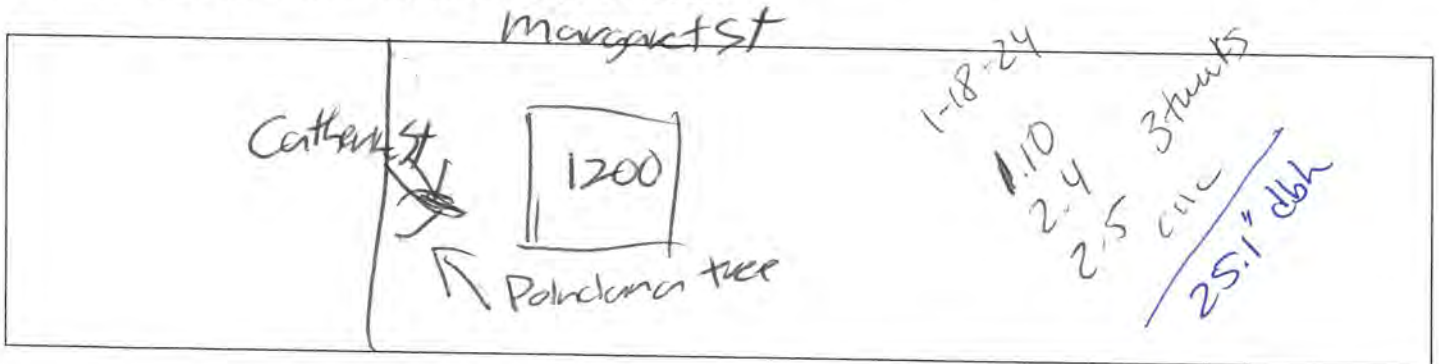 Margaret St
Catherine St
1200
Poinciana tree
1-18-24
3 trunks
1.10
2.4
2.5 circ
25.1" dbh